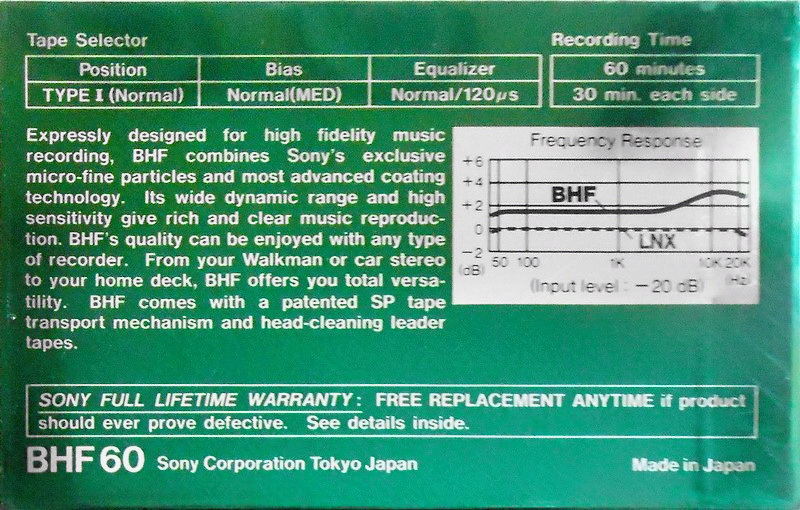 Tape Selector
Recording Time
Position Bias Equalizer
60 minutes
TYPE I (Normal) Normal(MED) Normal/120μs
30 min. each side
Expressly designed for high fidelity music
recording, BHF combines Sony's exclusive
micro-fine particles and most advanced coating
technology. Its wide dynamic range and high
sensitivity give rich and clear music reproduc-
tion. BHF's quality can be enjoyed with any type
of recorder. From your Walkman or car stereo
to your home deck, BHF offers you total versa-
tility. BHF comes with a patented SP tape
transport mechanism and head-cleaning leader
tapes.
Frequency Response
+6
+4
+2
0
−2
(dB)
BHF
LNX
50 100 1K 10K 20K
(Hz)
(Input level : −20 dB)
SONY FULL LIFETIME WARRANTY: FREE REPLACEMENT ANYTIME if product
should ever prove defective. See details inside.
BHF 60 Sony Corporation Tokyo Japan
Made in Japan